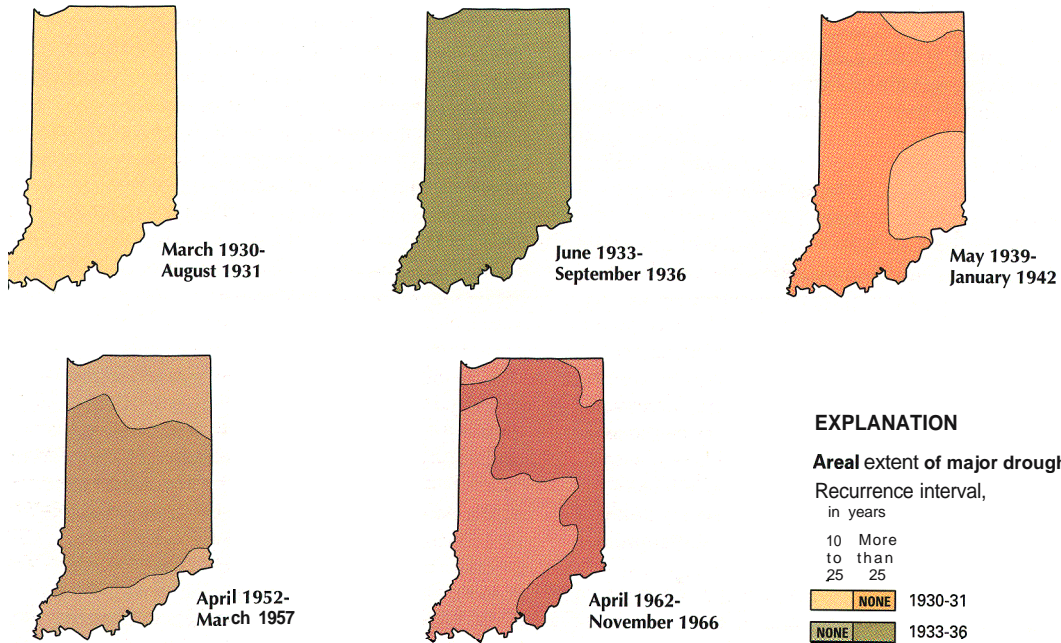 March 1930-
August 1931
June 1933-
September 1936
May 1939-
January 1942
April 1952-
March 1957
April 1962-
November 1966
EXPLANATION
Areal extent of major
Recurrence interval,
in years
10 More
to than
25 25
NONE 1930-31
NONE 1933-36